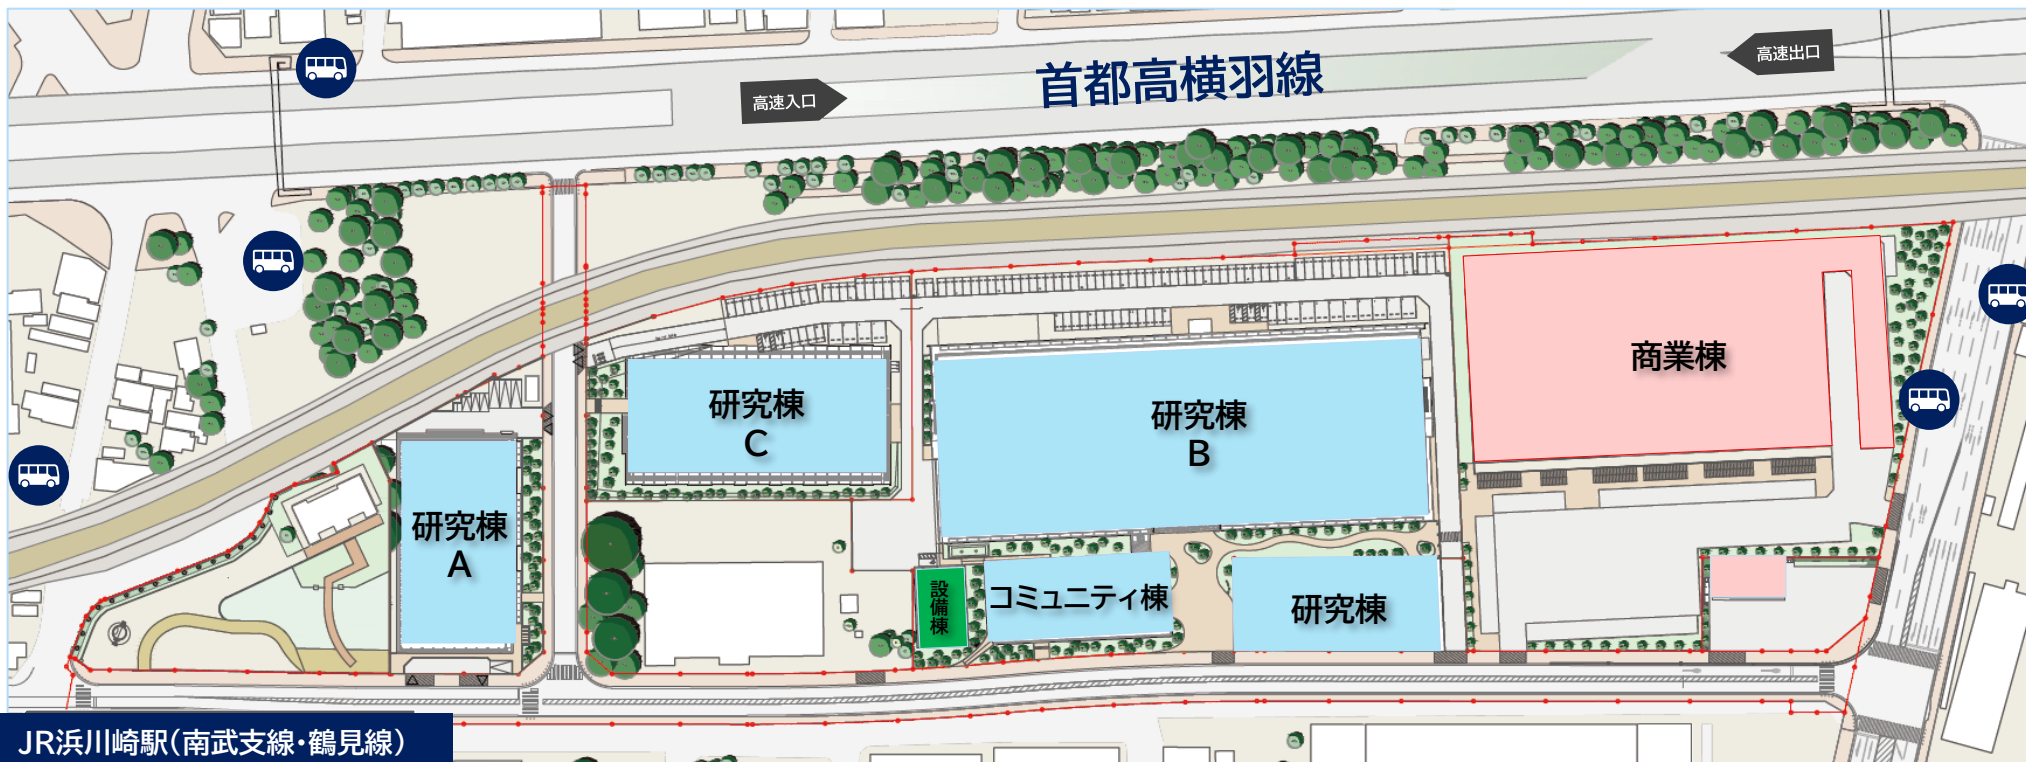 首都高横羽線
高速入口
高速出口
商業棟
研究棟
C
研究棟
B
研究棟
A
設備棟
コミュニティ棟
研究棟
JR浜川崎駅(南武支線・鶴見線)